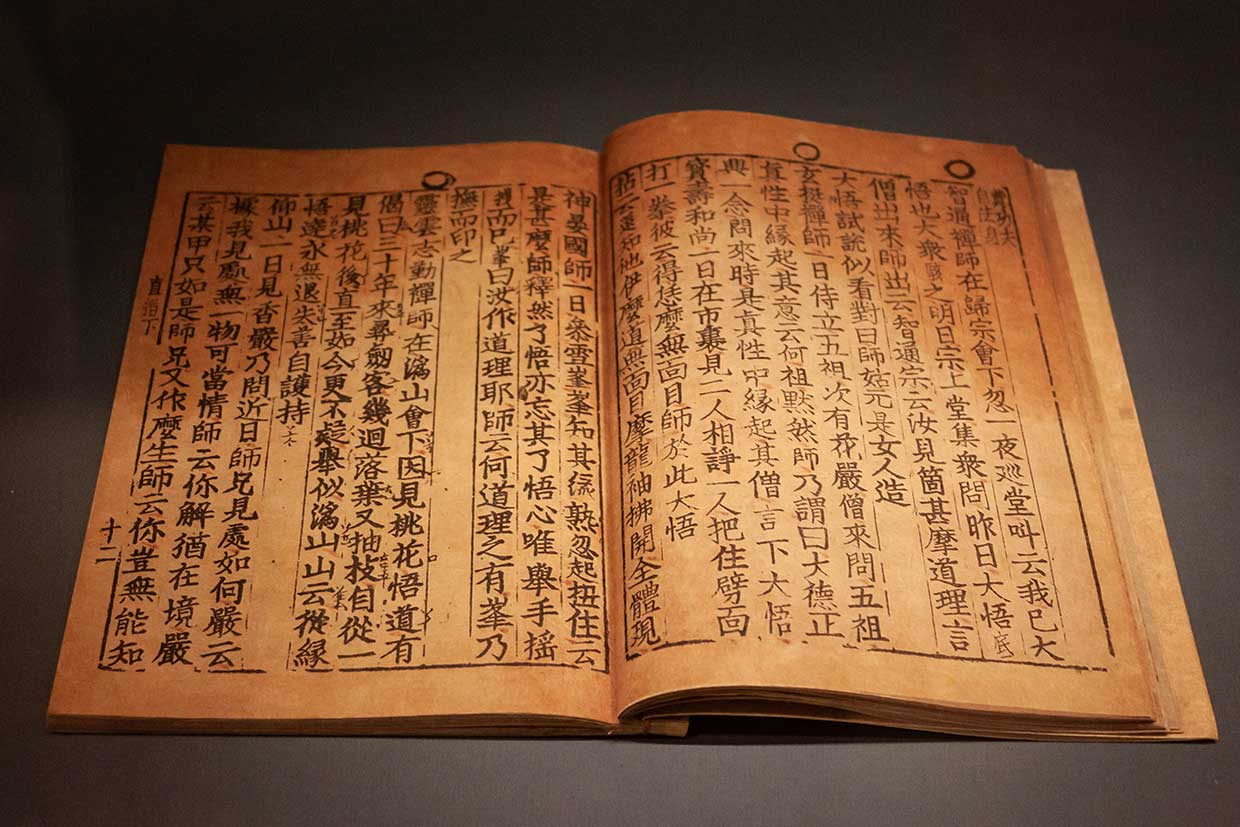 智通禪師在歸宗會下忽一夜巡堂叫云我已大
悟也大衆駭之明日宗上堂集衆問昨日大悟底
僧出來師出云智通宗云汝見箇甚摩道理言
大悟試說似看對曰師姑元是女人造
玄挺禪師一日侍立五祖次有花嚴僧來問五祖
真性中緣起其意云何祖默然師乃謂曰大德正
興一念問來時是真性中緣起其僧言下大悟
寶壽和尚一日在市裏見二人相諍一人把住劈面
打一拳彼云得恁麼無面目師於此大悟
拈云還知他伊麼道無面目摩龍袖拂開全體現
神晏國師一日叅雪峯峯知其緣熟忽起扭住云
是甚麼師釋然了悟亦忘其了悟心唯舉手搖
而已峯曰汝作道理耶師云何道理之有峯乃
撫而印之
靈雲志勤禪師在潙山會下因見桃花悟道有
偈曰三十年來尋劒客幾迴落葉又抽枝自從一
見桃花後直至如今更不疑舉似潙山山云從緣
悟達永無退失善自護持
仰山一日見香嚴乃問近日師兄見處如何嚴云
據我見處無一物可當情師云你解猶在境嚴
云某甲只如是師兄又作麼生師云你豈無能知
直指下
十二